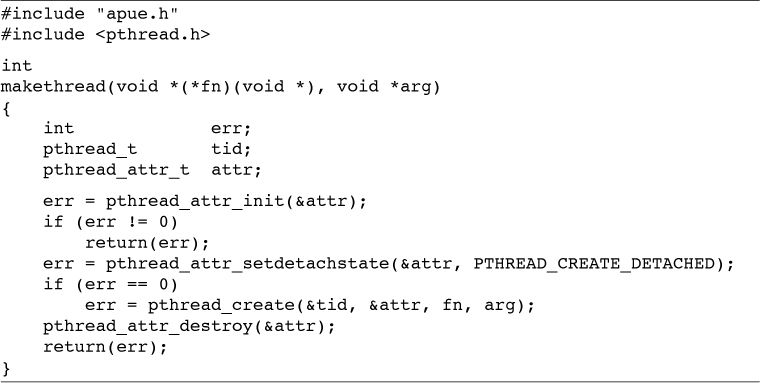 #include "apue.h"
#include <pthread.h>
int
makethread(void *(*fn)(void *), void *arg)
{
    int             err;
    pthread_t       tid;
    pthread_attr_t  attr;
    err = pthread_attr_init(&attr);
    if (err != 0)
        return(err);
    err = pthread_attr_setdetachstate(&attr, PTHREAD_CREATE_DETACHED);
    if (err == 0)
        err = pthread_create(&tid, &attr, fn, arg);
    pthread_attr_destroy(&attr);
    return(err);
}